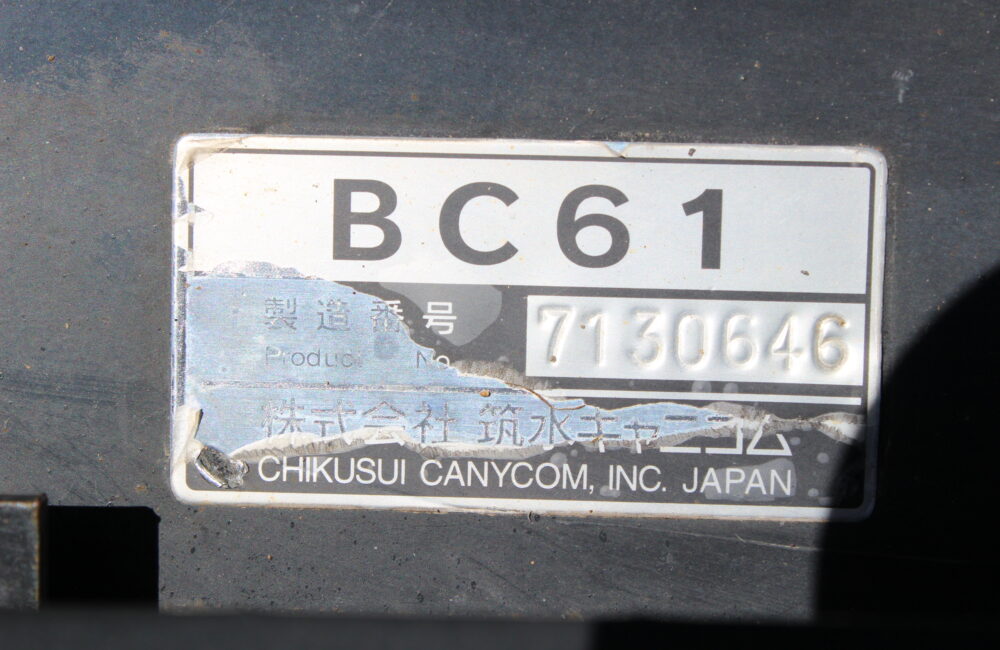 BC61
製造番号 7130646
Produc No.
株式会社 筑水キャニコム
CHIKUSUI CANYCOM, INC. JAPAN